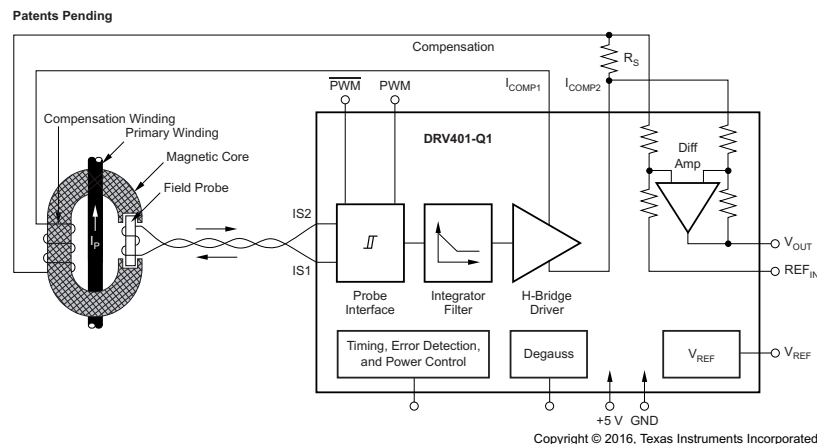 Patents Pending
Compensation
R_S
PWM
PWM
I_COMP1
I_COMP2
DRV401-Q1
Compensation Winding
Primary Winding
Magnetic Core
Field Probe
Diff
Amp
I_P
IS2
IS1
V_OUT
REF_IN
Probe
Interface
Integrator
Filter
H-Bridge
Driver
Timing, Error Detection,
and Power Control
Degauss
V_REF
V_REF
+5 V
GND
Copyright © 2016, Texas Instruments Incorporated